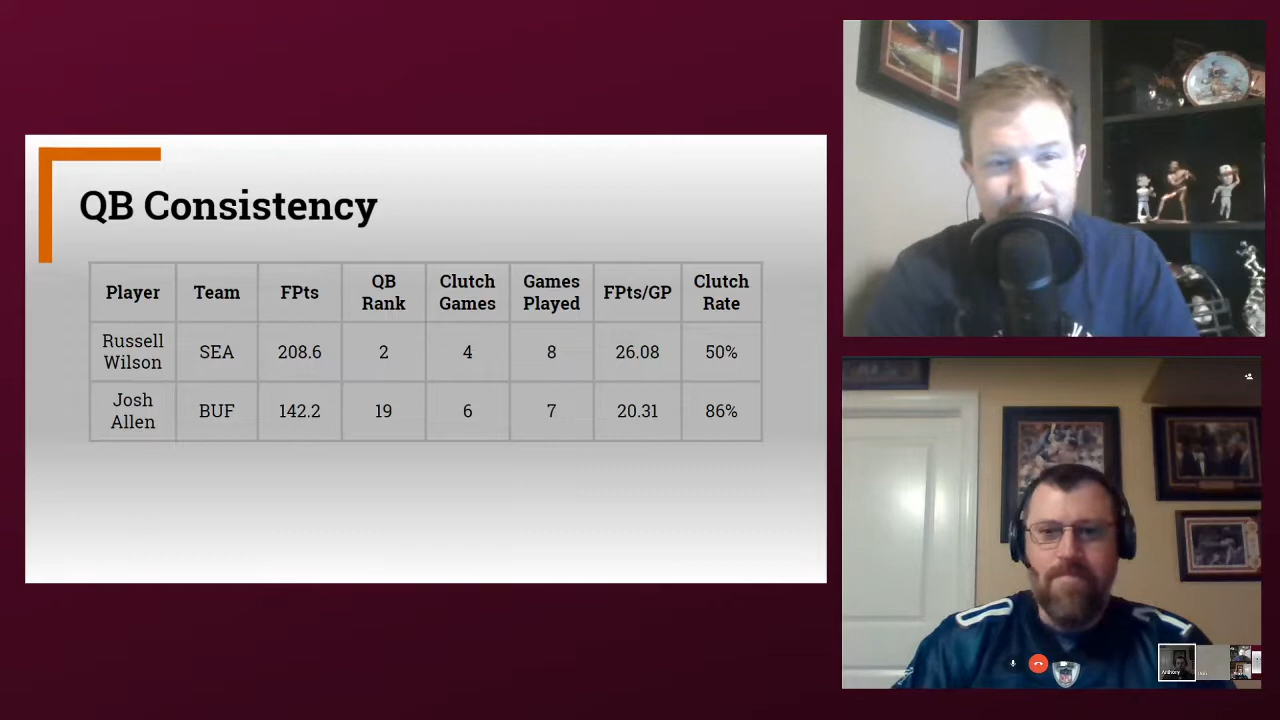 QB Consistency
Player Team FPts QB Rank Clutch Games Games Played FPts/GP Clutch Rate
Russell Wilson SEA 208.6 2 4 8 26.08 50%
Josh Allen BUF 142.2 19 6 7 20.31 86%
Anthony